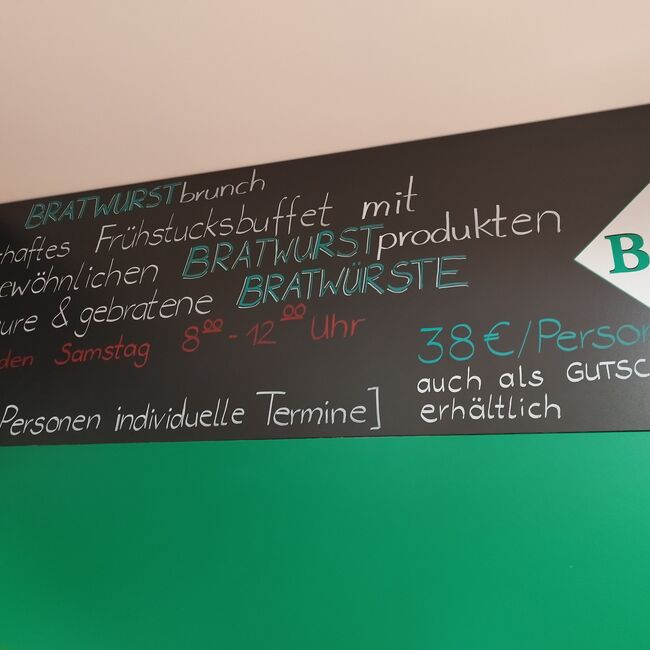 BRATWURSTbrunch
haftes Frühstucksbuffet mit
ewöhnlichen BRATWURSTprodukten
ure & gebratene BRATWÜRSTE
den Samstag 8⁰⁰ - 12⁰⁰ Uhr
38€/Person
auch als GUTSC
erhältlich
Personen individuelle Termine]
B